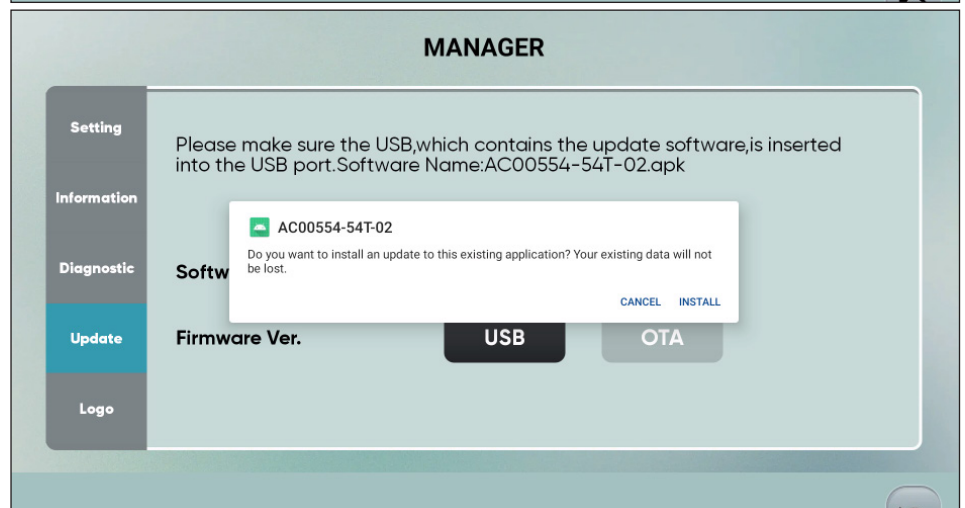 MANAGER
Setting
Please make sure the USB,which contains the update software,is inserted
into the USB port.Software Name:AC00554-54T-02.apk
Information
AC00554-54T-02
Do you want to install an update to this existing application? Your existing data will not
be lost.
Diagnostic
Softw
CANCEL INSTALL
Update
Firmware Ver.
USB
OTA
Logo